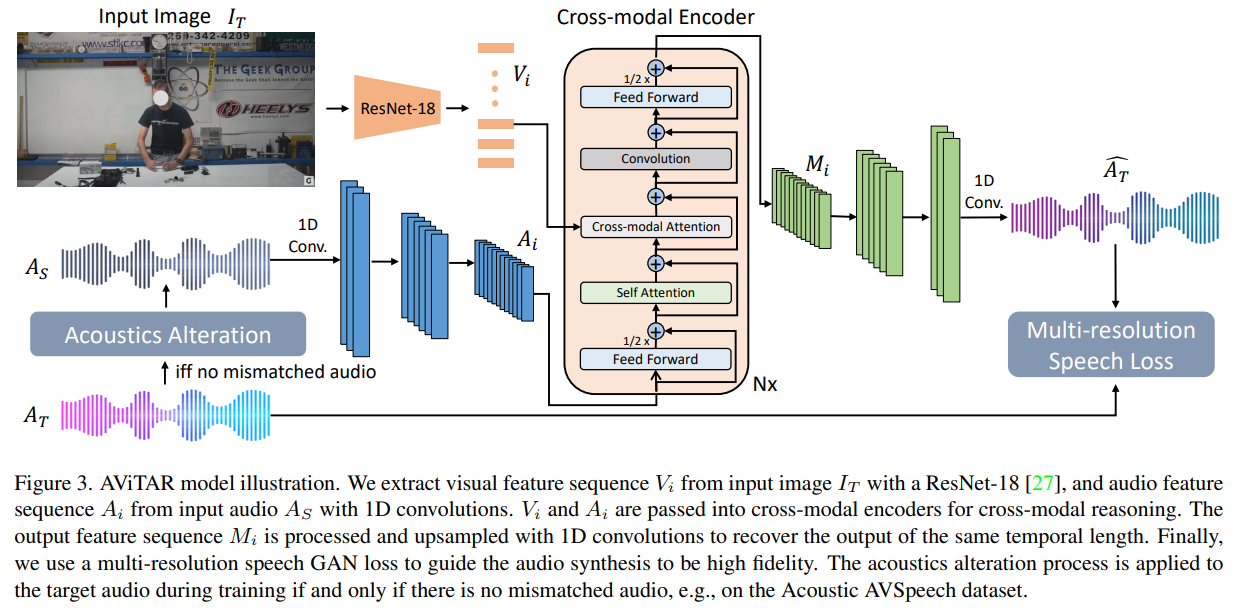 Input Image I_T
Cross-modal Encoder
www.stikc.
269-342-4209
THE GEEK GROUP
HEELYS
ResNet-18
V_i
1/2 x
Feed Forward
Convolution
Cross-modal Attention
Self Attention
1/2 x
Feed Forward
Nx
1D
Conv.
A_i
M_i
1D
Conv.
\widehat{A_T}
A_S
Acoustics Alteration
iff no mismatched audio
A_T
Multi-resolution
Speech Loss
Figure 3. AViTAR model illustration. We extract visual feature sequence V_i from input image I_T with a ResNet-18 [27], and audio feature
sequence A_i from input audio A_S with 1D convolutions. V_i and A_i are passed into cross-modal encoders for cross-modal reasoning. The
output feature sequence M_i is processed and upsampled with 1D convolutions to recover the output of the same temporal length. Finally,
we use a multi-resolution speech GAN loss to guide the audio synthesis to be high fidelity. The acoustics alteration process is applied to
the target audio during training if and only if there is no mismatched audio, e.g., on the Acoustic AVSpeech dataset.